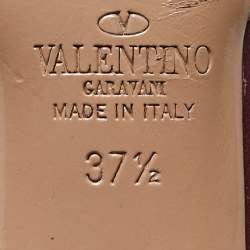 VALENTINO
GARAVANI
MADE IN ITALY
37½